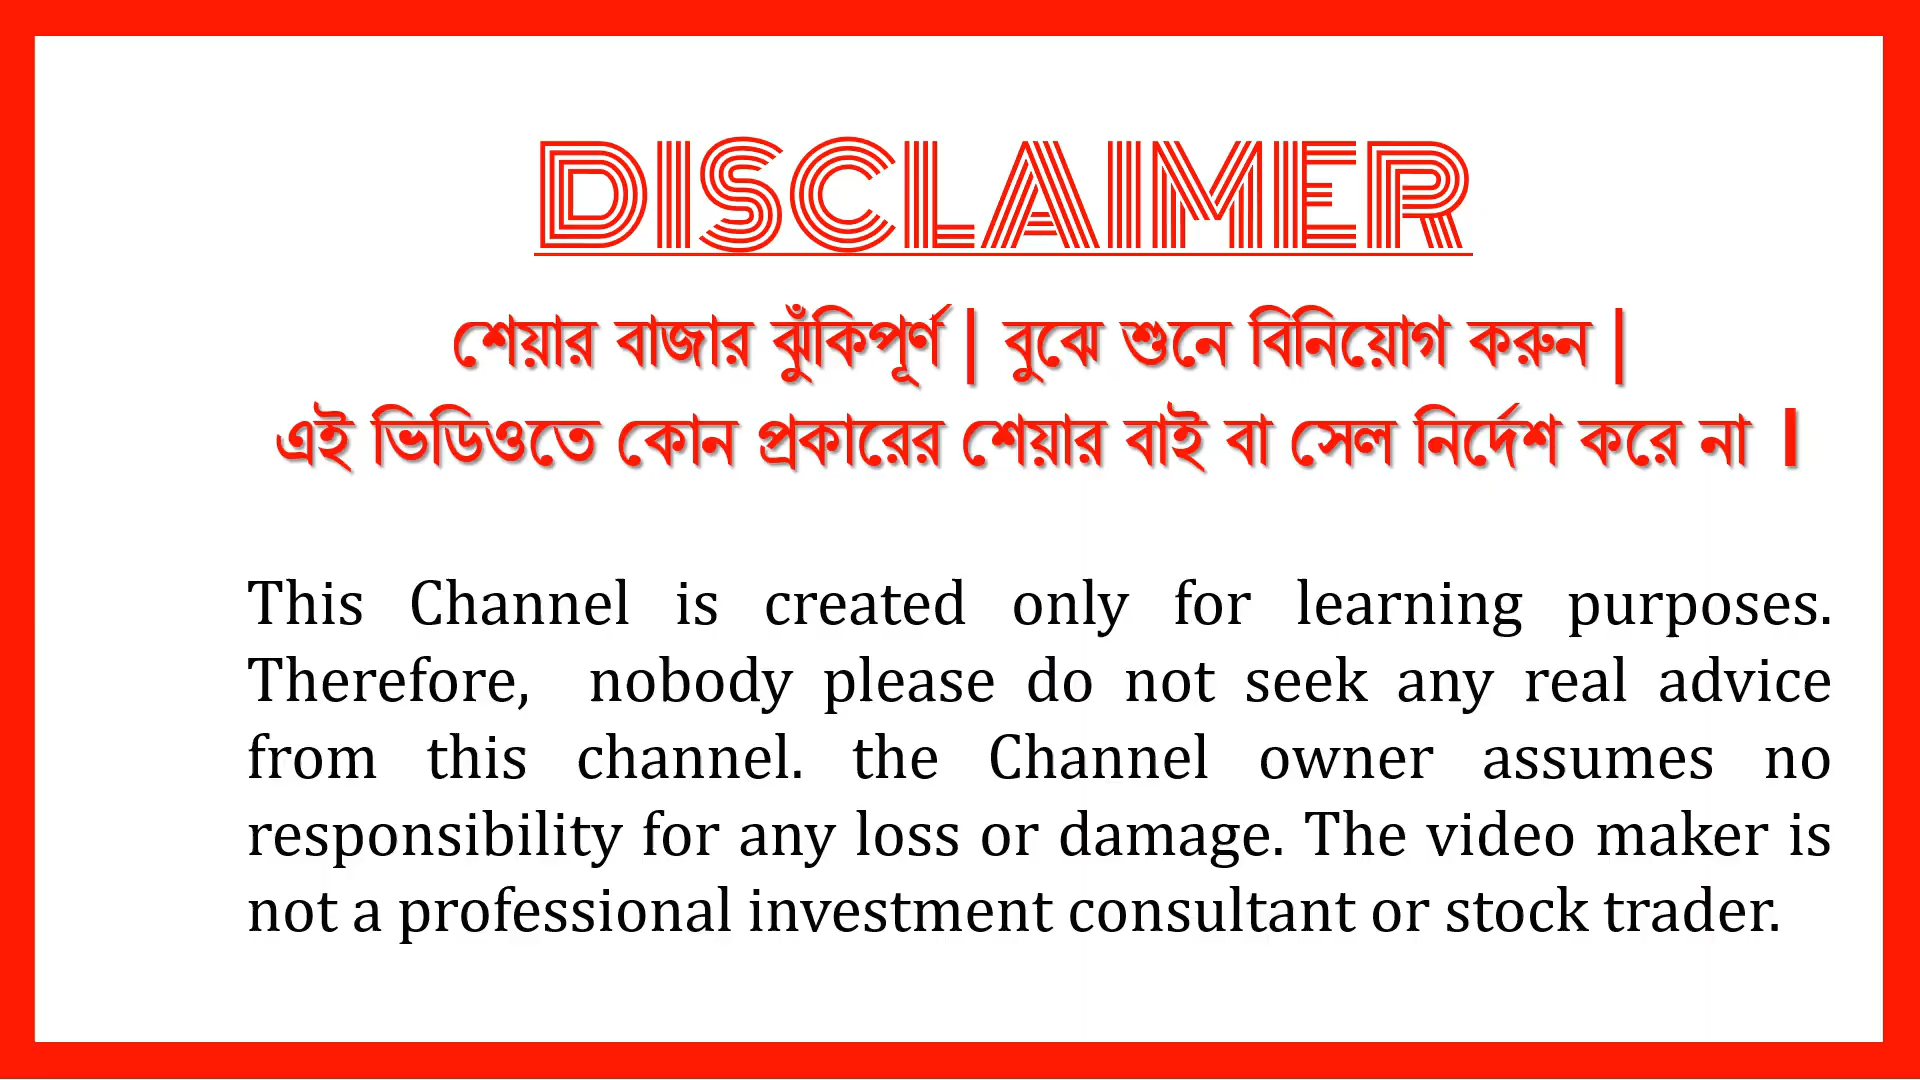 DISCLAIMER
শেয়ার বাজার ঝুঁকিপূর্ণ | বুঝে শুনে বিনিয়োগ করুন |
এই ভিডিওতে কোন প্রকারের শেয়ার বাই বা সেল নির্দেশ করে না ।
This Channel is created only for learning purposes.
Therefore, nobody please do not seek any real advice
from this channel. the Channel owner assumes no
responsibility for any loss or damage. The video maker is
not a professional investment consultant or stock trader.